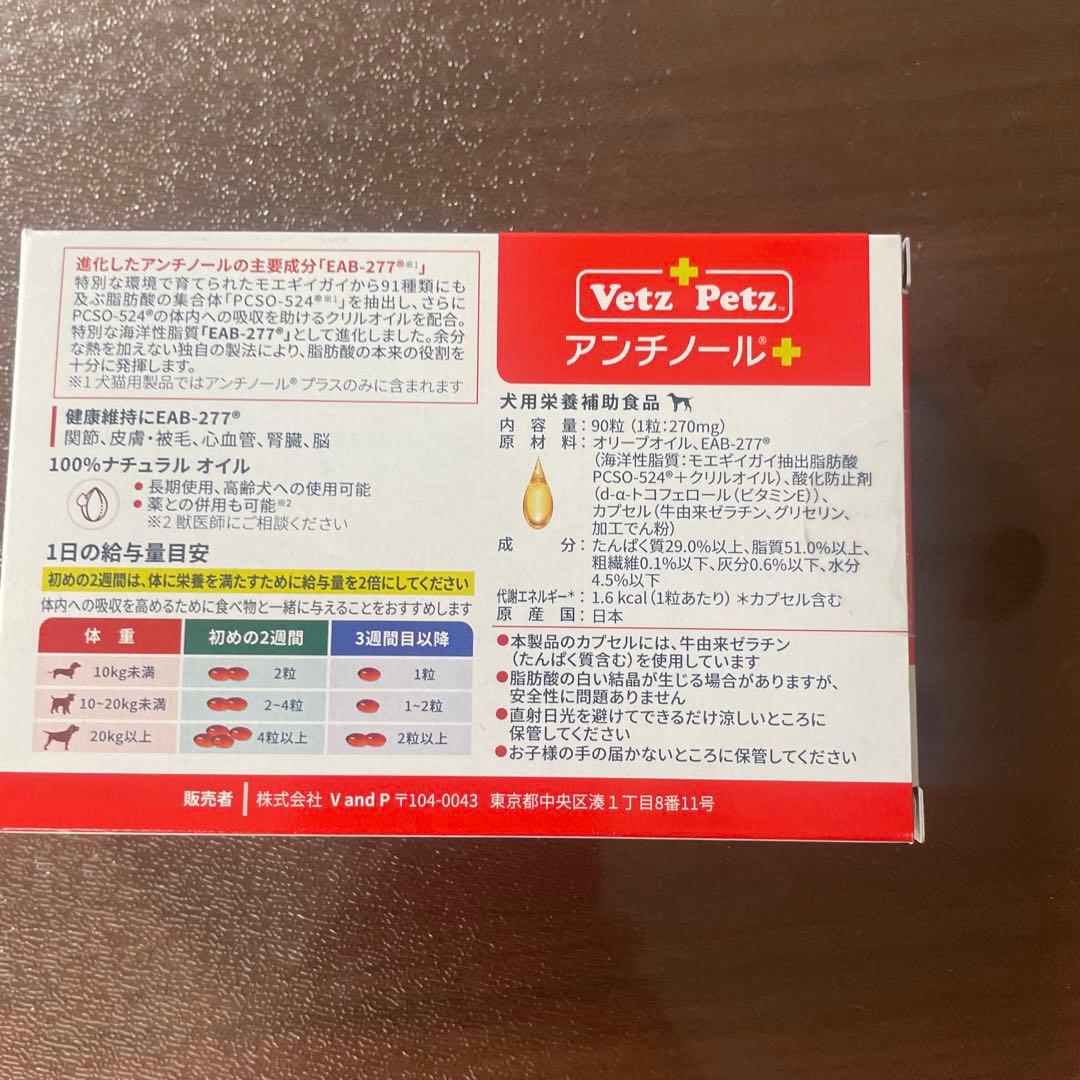 進化したアンチノールの主要成分「EAB-277®※1」
特別な環境で育てられたモエギイガイから91種類にも
及ぶ脂肪酸の集合体「PCSO-524®※1」を抽出し、さらに
PCSO-524®の体内への吸収を助けるクリルオイルを配合。
特別な海洋性脂質「EAB-277®」として進化しました。余分
な熱を加えない独自の製法により、脂肪酸の本来の役割を
十分に発揮します。
※1 犬猫用製品ではアンチノール® プラスのみに含まれます
健康維持にEAB-277®
関節、皮膚・被毛、心血管、腎臓、脳
100%ナチュラル オイル
● 長期使用、高齢犬への使用可能
● 薬との併用も可能※2
※2 獣医師にご相談ください
1日の給与量目安
初めの2週間は、体に栄養を満たすために給与量を2倍にしてください
体内への吸収を高めるために食べ物と一緒に与えることをおすすめします
体 重 初めの2週間 3週間目以降
10kg未満 2粒 1粒
10~20kg未満 2~4粒 1~2粒
20kg以上 4粒以上 2粒以上
Vetz Petz™
アンチノール®+
犬用栄養補助食品
内 容 量：90粒（1粒：270mg）
原 材 料：オリーブオイル、EAB-277®
（海洋性脂質：モエギイガイ抽出脂肪酸
PCSO-524®＋クリルオイル）、酸化防止剤
（d-α-トコフェロール（ビタミンE））、
カプセル（牛由来ゼラチン、グリセリン、
加工でん粉）
成 分：たんぱく質29.0%以上、脂質51.0%以上、
粗繊維0.1%以下、灰分0.6%以下、水分
4.5%以下
代謝エネルギー*：1.6 kcal（1粒あたり）＊カプセル含む
原 産 国：日本
●本製品のカプセルには、牛由来ゼラチン
（たんぱく質含む）を使用しています
●脂肪酸の白い結晶が生じる場合がありますが、
安全性に問題ありません
●直射日光を避けてできるだけ涼しいところに
保管してください
●お子様の手の届かないところに保管してください
販売者 株式会社 V and P 〒104-0043 東京都中央区湊１丁目8番11号